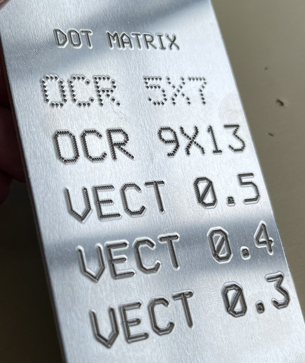 DOT MATRIX
OCR 5X7
OCR 9X13
VECT 0.5
VECT 0.4
VECT 0.3